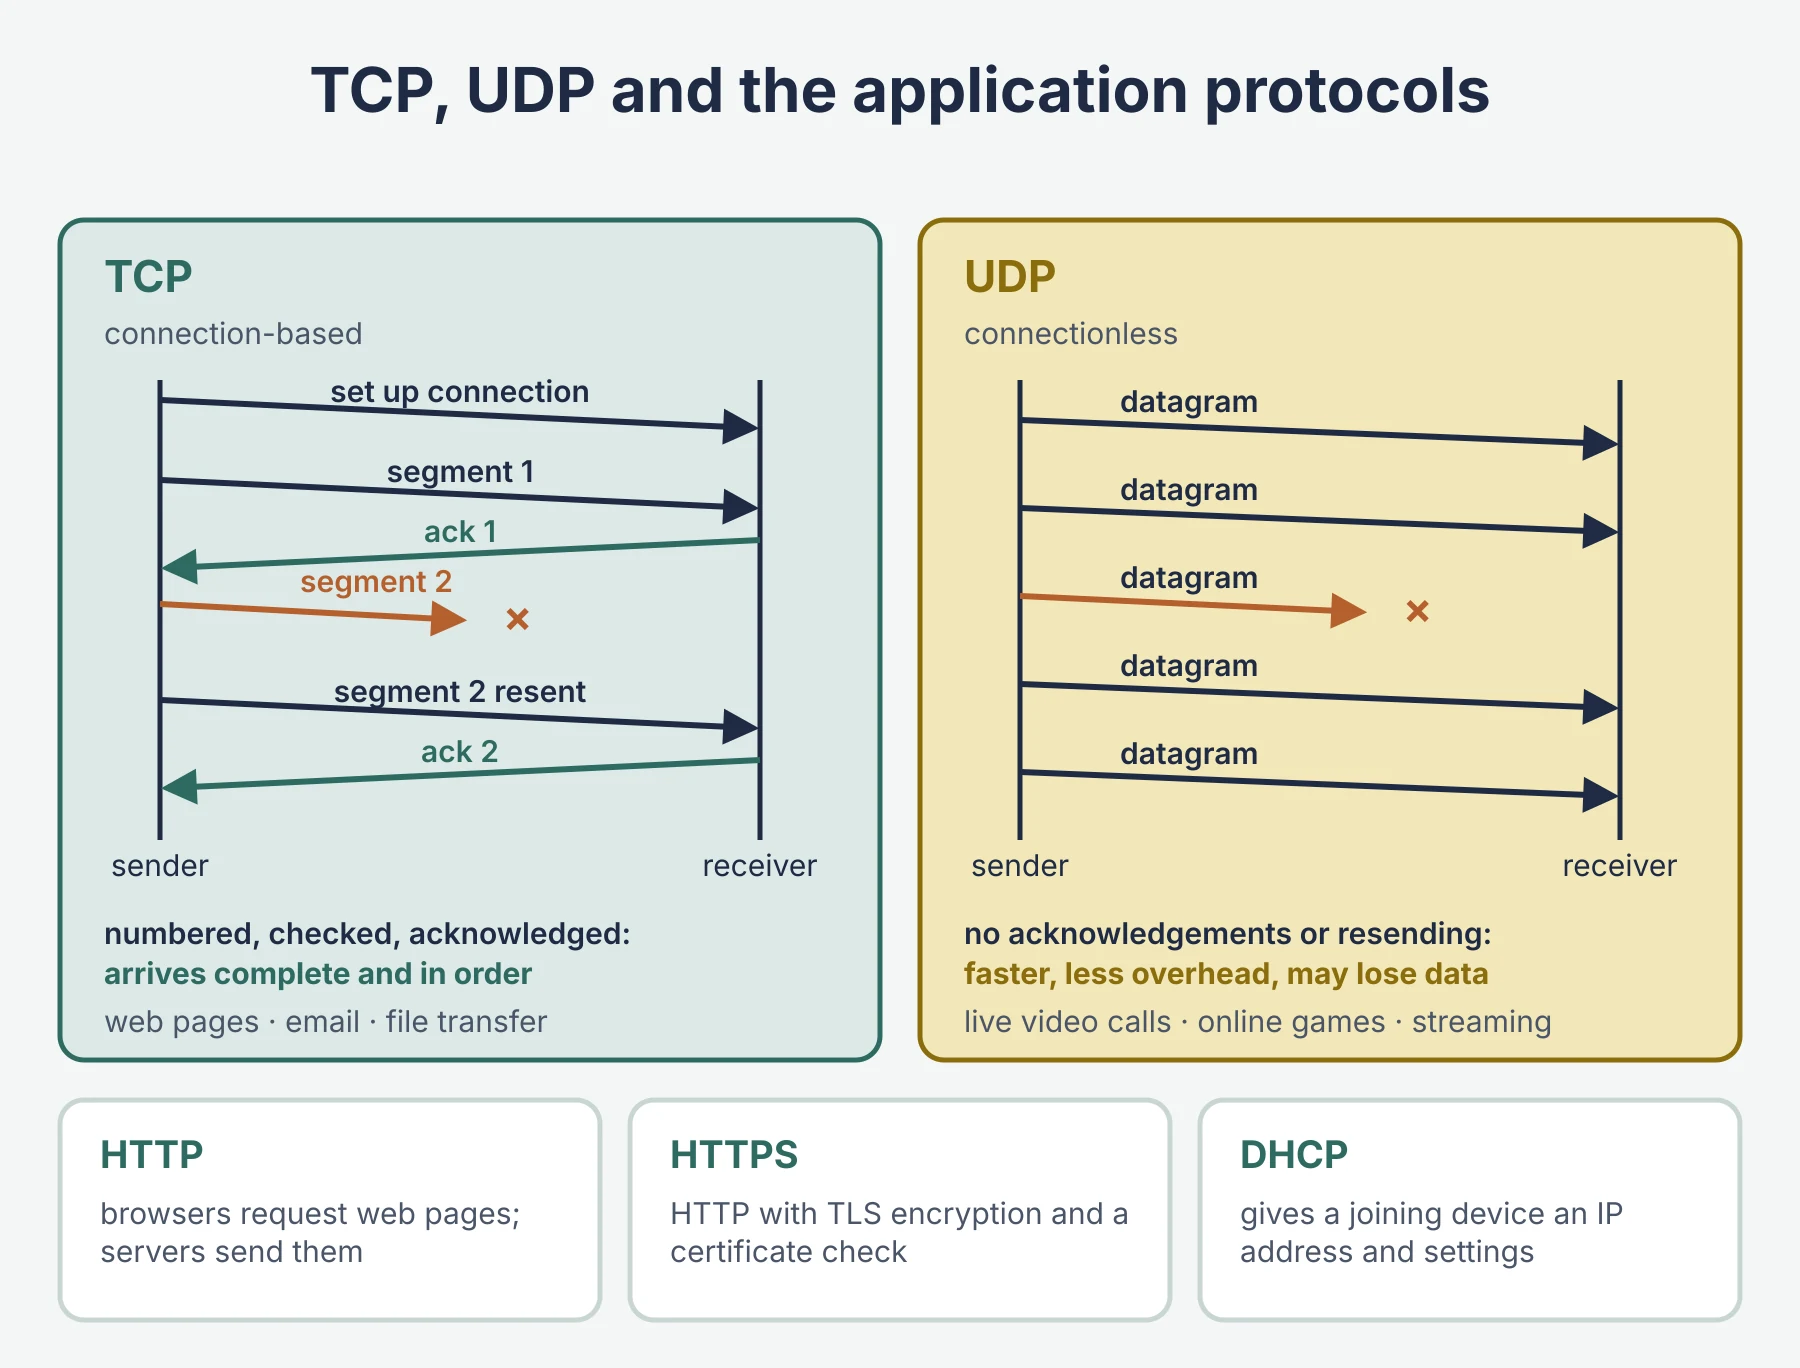 TCP, UDP and the application protocols
TCP
connection-based
set up connection
segment 1
ack 1
segment 2
×
segment 2 resent
ack 2
sender
receiver
numbered, checked, acknowledged:
arrives complete and in order
web pages · email · file transfer
UDP
connectionless
datagram
datagram
datagram
×
datagram
datagram
sender
receiver
no acknowledgements or resending:
faster, less overhead, may lose data
live video calls · online games · streaming
HTTP
browsers request web pages;
servers send them
HTTPS
HTTP with TLS encryption and a
certificate check
DHCP
gives a joining device an IP
address and settings